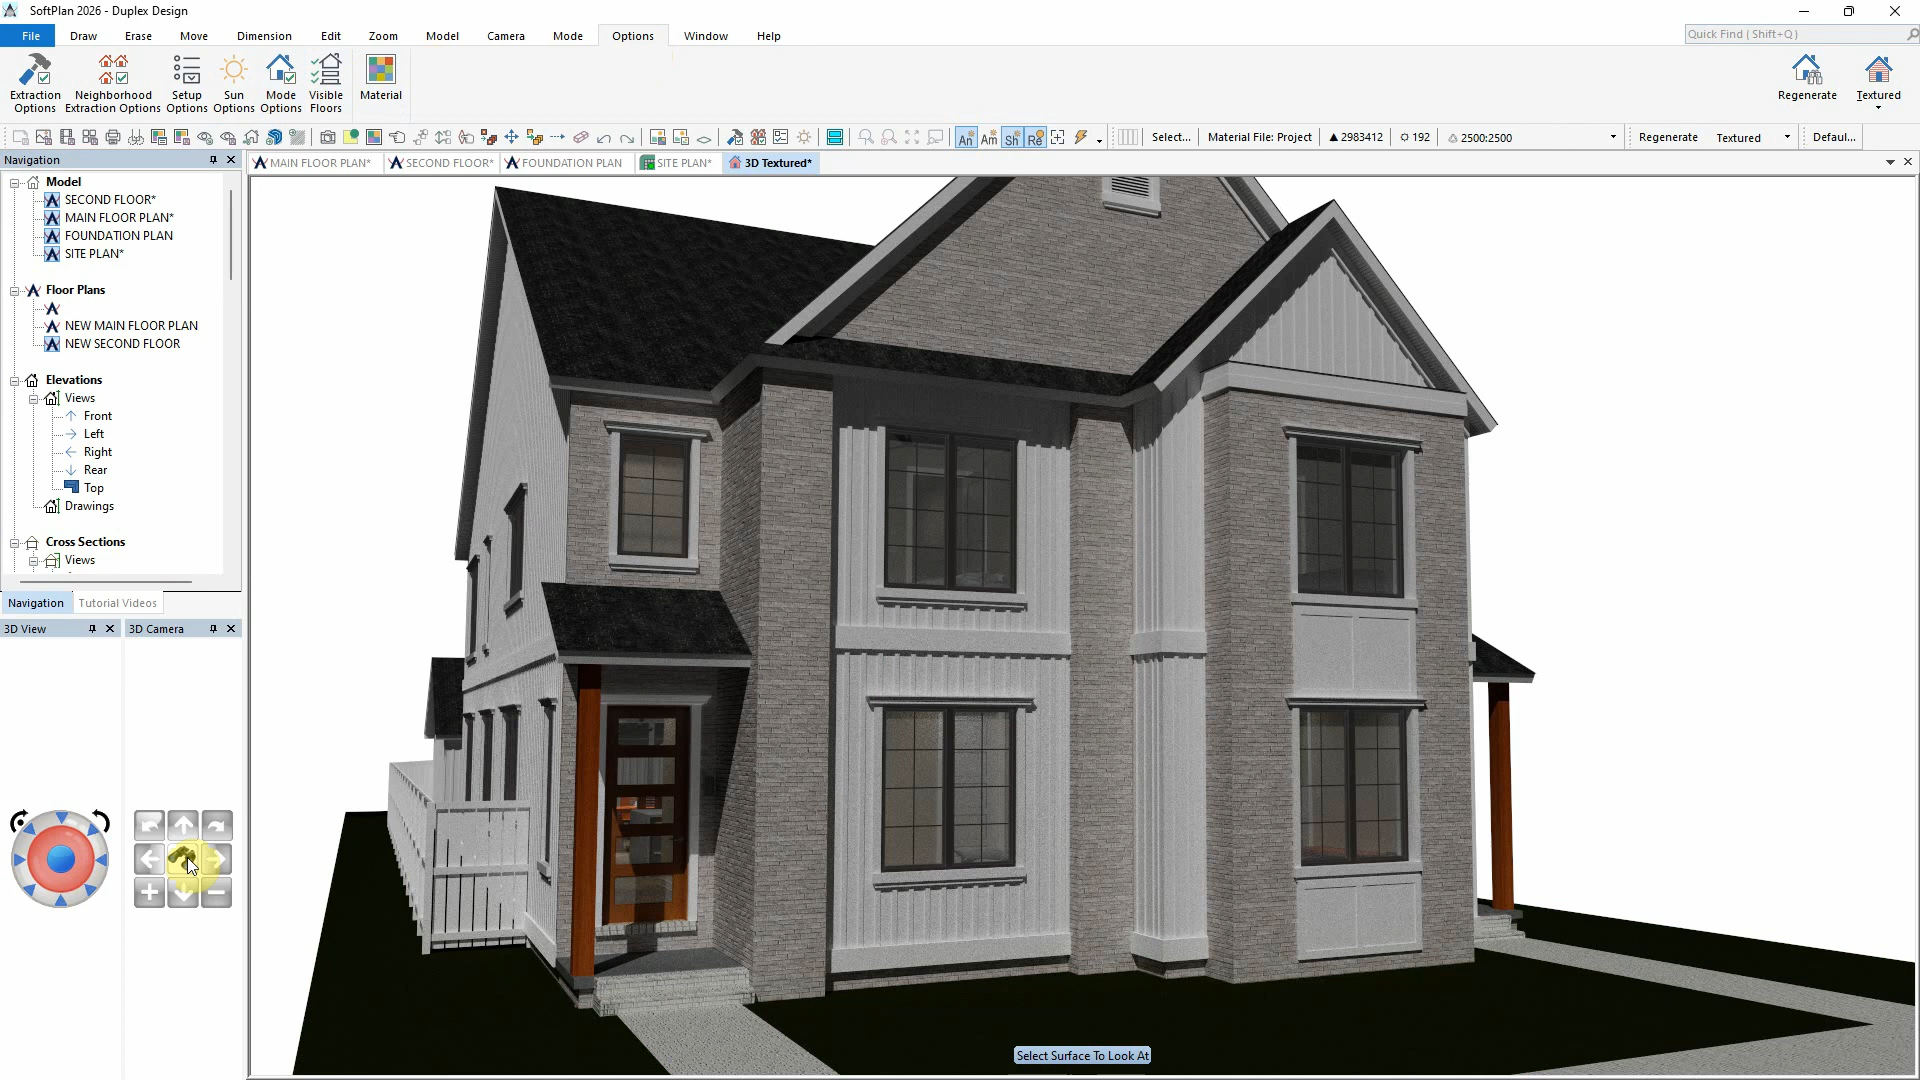 SoftPlan 2026 - Duplex Design
File Draw Erase Move Dimension Edit Zoom Model Camera Mode Options Window Help
Quick Find ( Shift+Q )
Extraction Options
Neighborhood Extraction Options
Setup Options
Sun Options
Mode Options
Visible Floors
Material
Regenerate
Textured
An Am Sh Re
Select... Material File: Project 2983412 192 2500:2500 Regenerate Textured Defaul...
Navigation
MAIN FLOOR PLAN* SECOND FLOOR* FOUNDATION PLAN SITE PLAN* 3D Textured*
Model
SECOND FLOOR*
MAIN FLOOR PLAN*
FOUNDATION PLAN
SITE PLAN*
Floor Plans
NEW MAIN FLOOR PLAN
NEW SECOND FLOOR
Elevations
Views
Front
Left
Right
Rear
Top
Drawings
Cross Sections
Views
Navigation Tutorial Videos
3D View 3D Camera
Select Surface To Look At